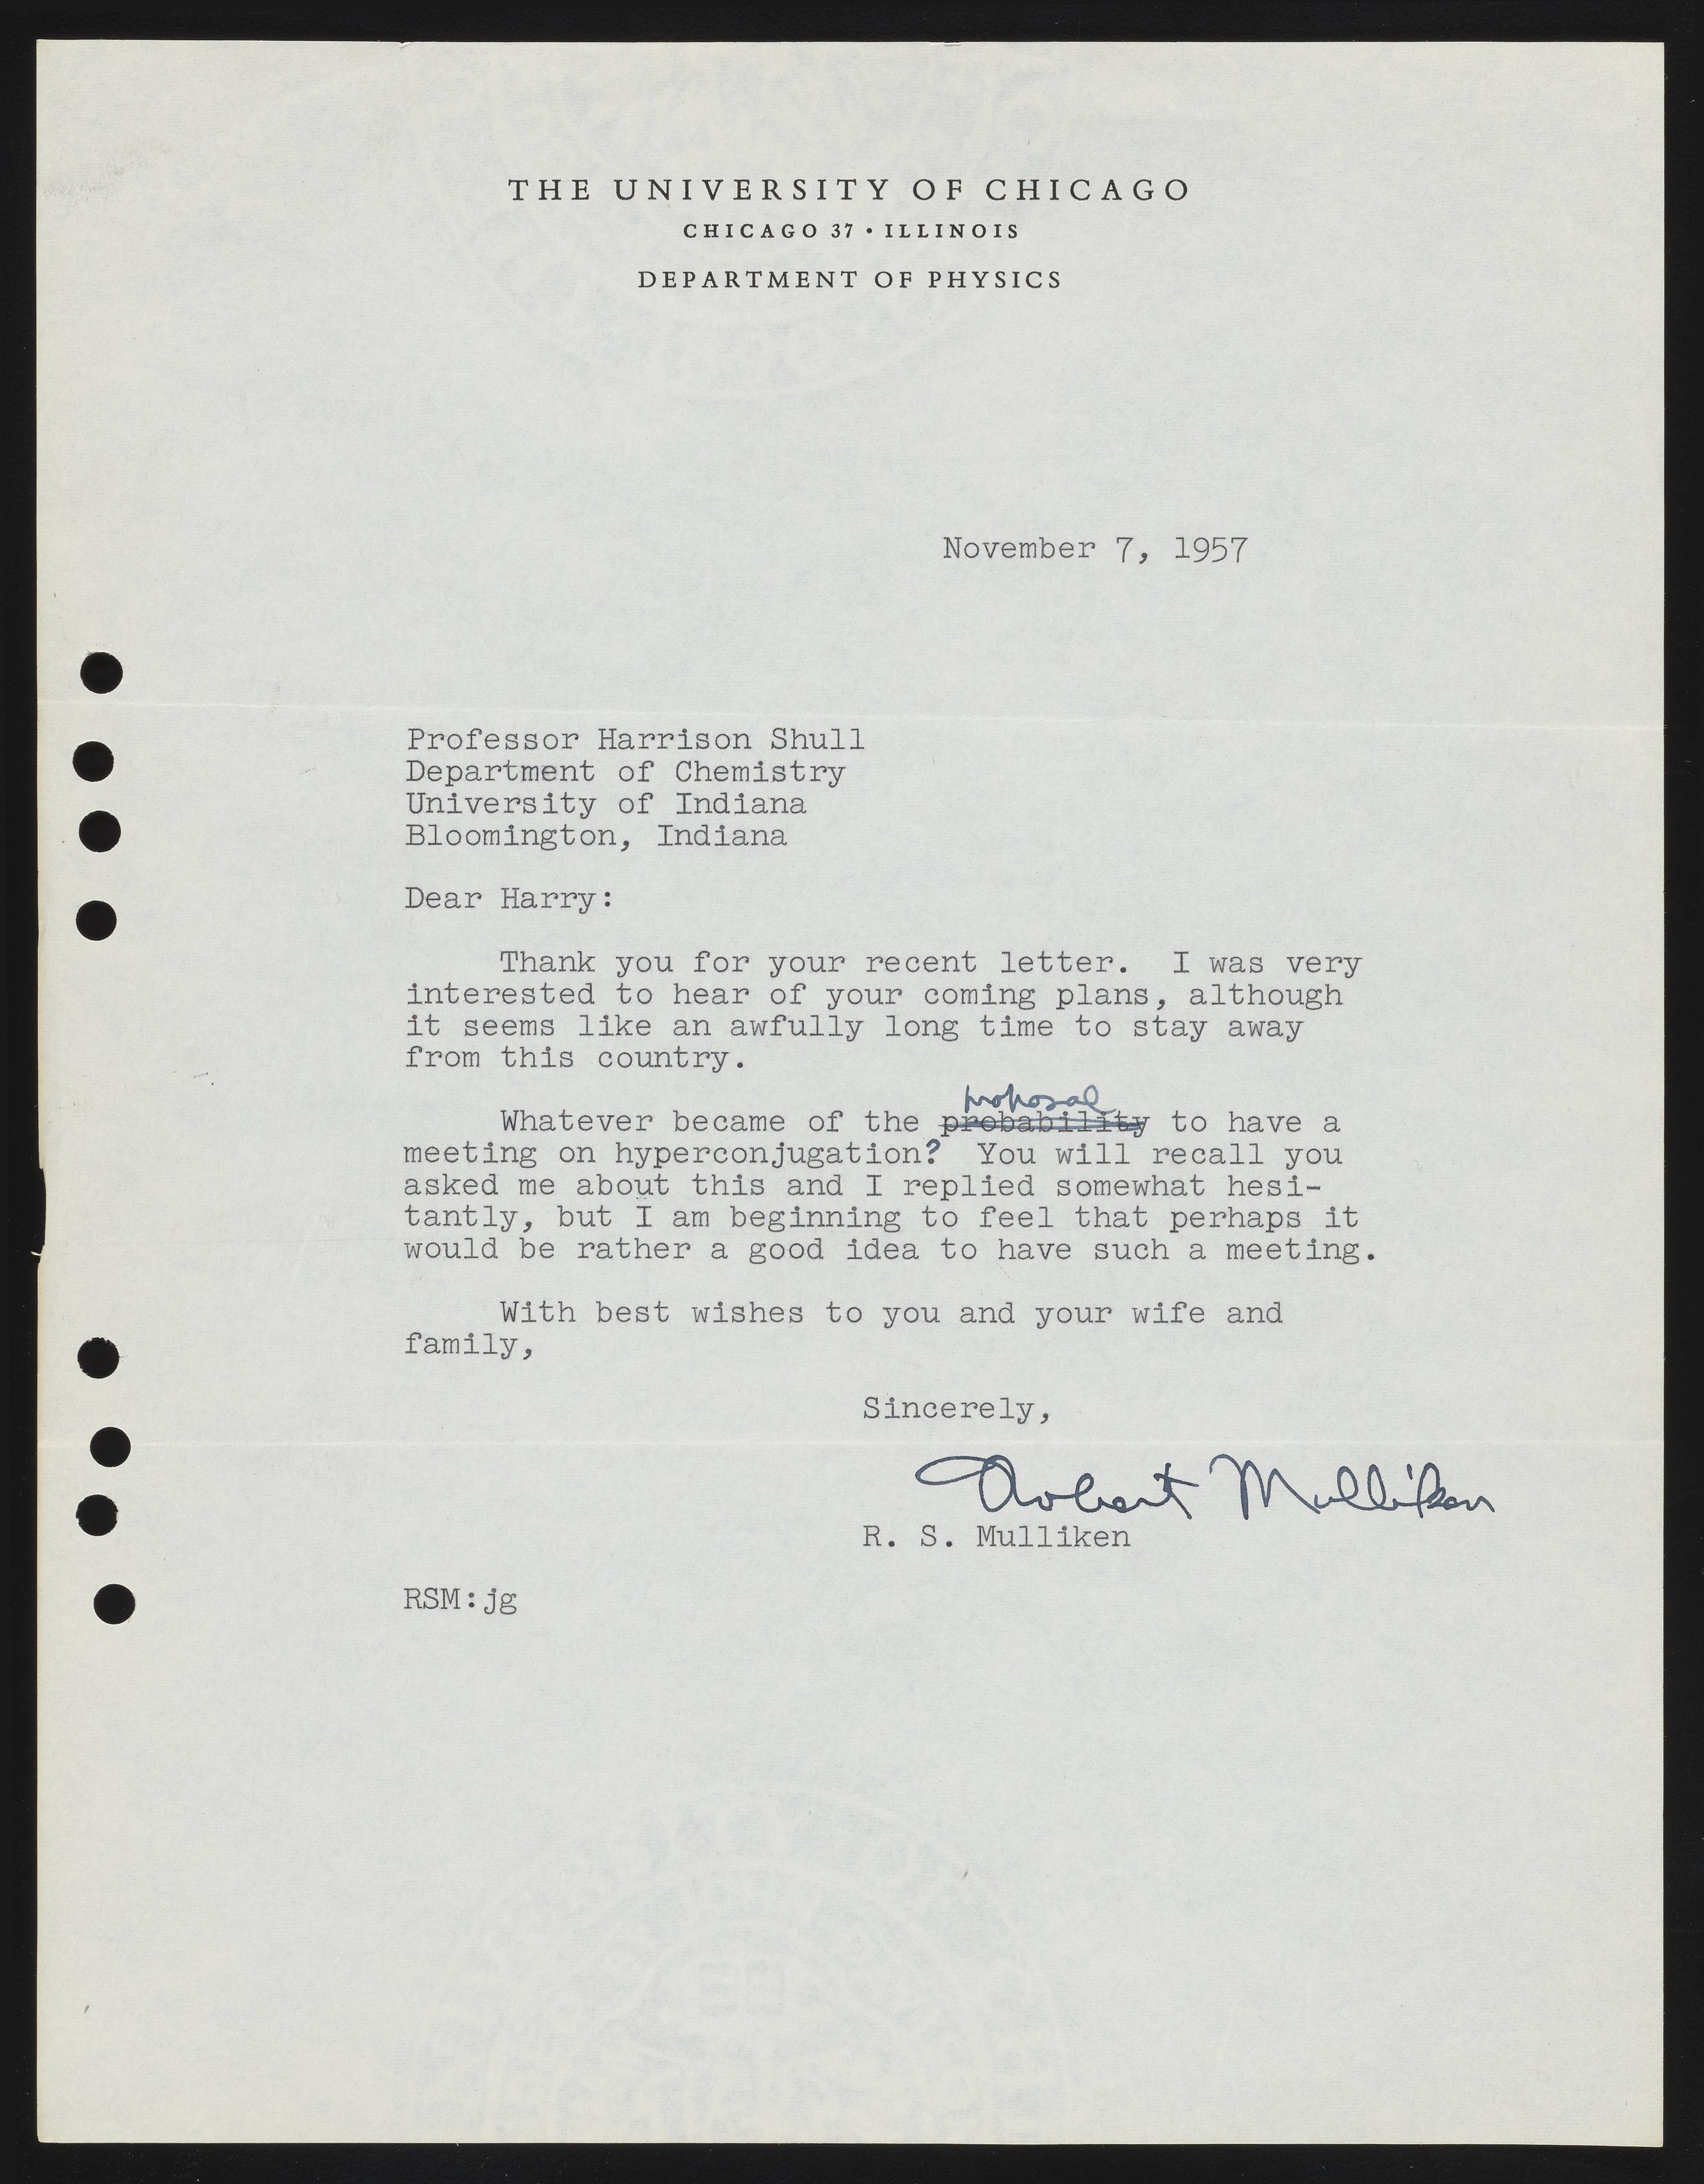 THE UNIVERSITY OF CHICAGO
CHICAGO 37 • ILLINOIS
DEPARTMENT OF PHYSICS
November 7, 1957
Professor Harrison Shull
Department of Chemistry
University of Indiana
Bloomington, Indiana
Dear Harry:
Thank you for your recent letter. I was very
interested to hear of your coming plans, although
it seems like an awfully long time to stay away
from this country.
proposal
Whatever became of the probability to have a
meeting on hyperconjugation? You will recall you
asked me about this and I replied somewhat hesi-
tantly, but I am beginning to feel that perhaps it
would be rather a good idea to have such a meeting.
With best wishes to you and your wife and
family,
Sincerely,
Robert Mulliken
R. S. Mulliken
RSM:jg